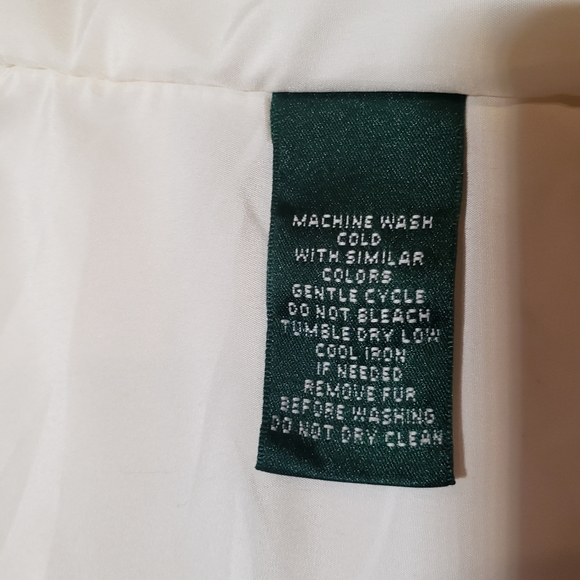 MACHINE WASH
COLD
WITH SIMILAR
COLORS
GENTLE CYCLE
DO NOT BLEACH
TUMBLE DRY LOW
COOL IRON
IF NEEDED
REMOVE FUR
BEFORE WASHING
DO NOT DRY CLEAN